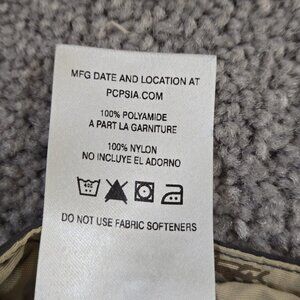 MFG DATE AND LOCATION AT
PCPSIA.COM
100% POLYAMIDE
A PART LA GARNITURE
100% NYLON
NO INCLUYE EL ADORNO
DO NOT USE FABRIC SOFTENERS